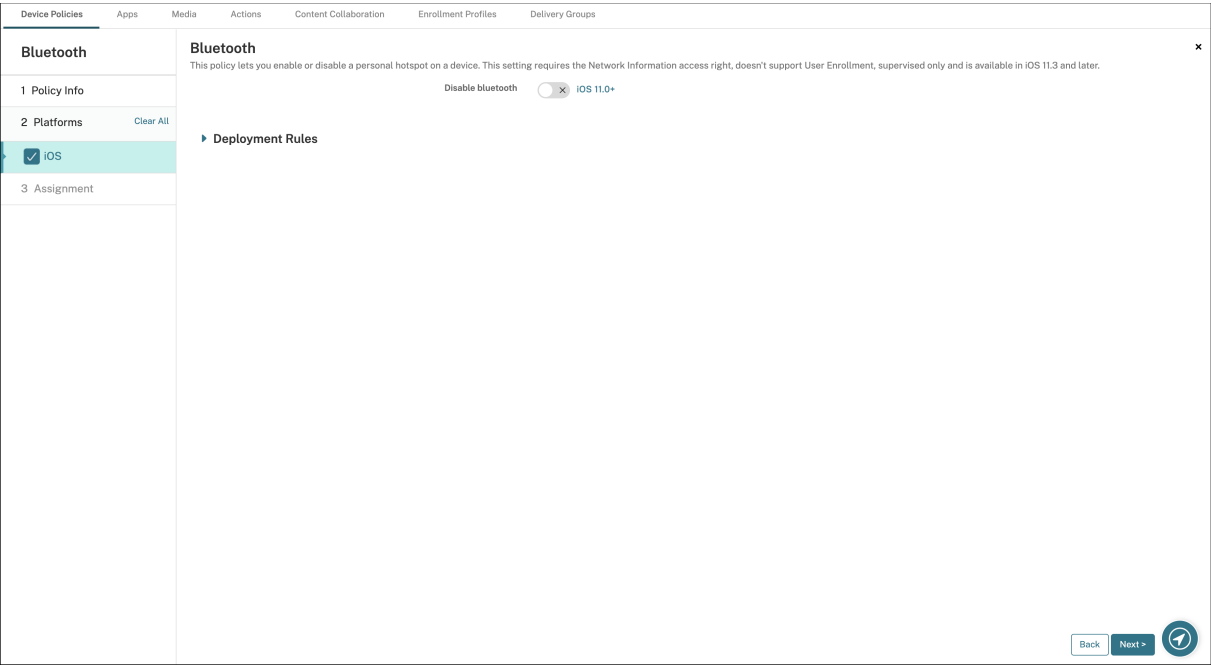 Device Policies Apps Media Actions Content Collaboration Enrollment Profiles Delivery Groups
Bluetooth
1 Policy Info
2 Platforms Clear All
iOS
3 Assignment
Bluetooth
This policy lets you enable or disable a personal hotspot on a device. This setting requires the Network Information access right, doesn't support User Enrollment, supervised only and is available in iOS 11.3 and later.
Disable bluetooth iOS 11.0+
Deployment Rules
Back Next >